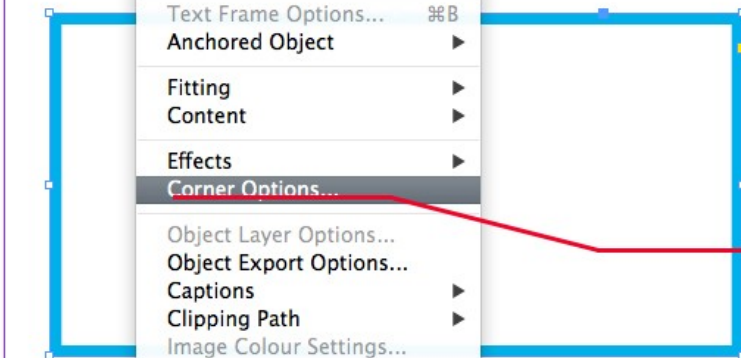 Text Frame Options... ⌘B
Anchored Object ▶
Fitting ▶
Content ▶
Effects ▶
Corner Options...
Object Layer Options...
Object Export Options...
Captions ▶
Clipping Path ▶
Image Colour Settings...